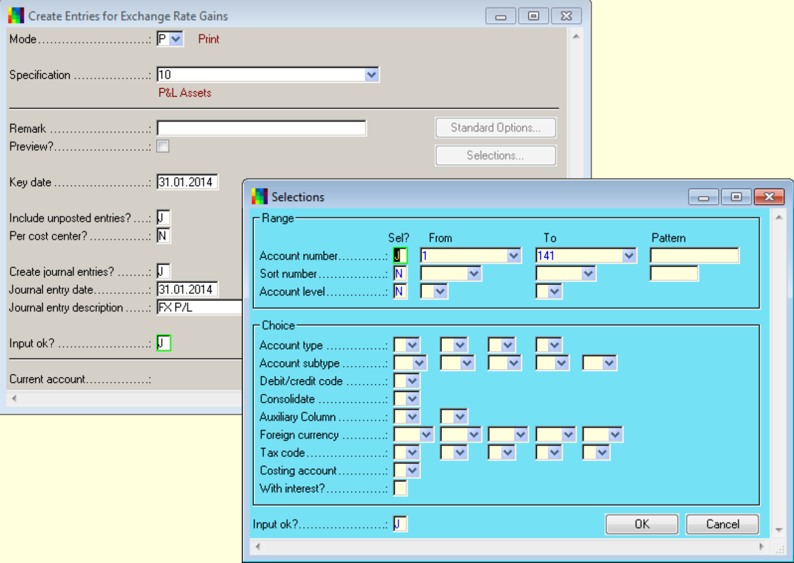 Create Entries for Exchange Rate Gains
Mode............................: P Print
Specification ...................: 10
P&L Assets
Remark .........................:
Standard Options...
Preview?........................:
Selections...
Key date ........................: 31.01.2014
Include unposted entries? ....: J
Per cost center? ................: N
Create journal entries? .......: J
Journal entry date..............: 31.01.2014
Journal entry description ......: FX P/L
Input ok? .......................: J
Current account...............:
Selections
Range
Sel? From To Pattern
Account number.............: J 1 141
Sort number..................: N
Account level.................: N
Choice
Account type .................:
Account subtype .............:
Debit/credit code ...........:
Consolidate ...................:
Auxiliary Column .............:
Foreign currency .............:
Tax code.......................:
Costing account ..............:
With interest?.................:
Input ok?.......................: J
OK Cancel